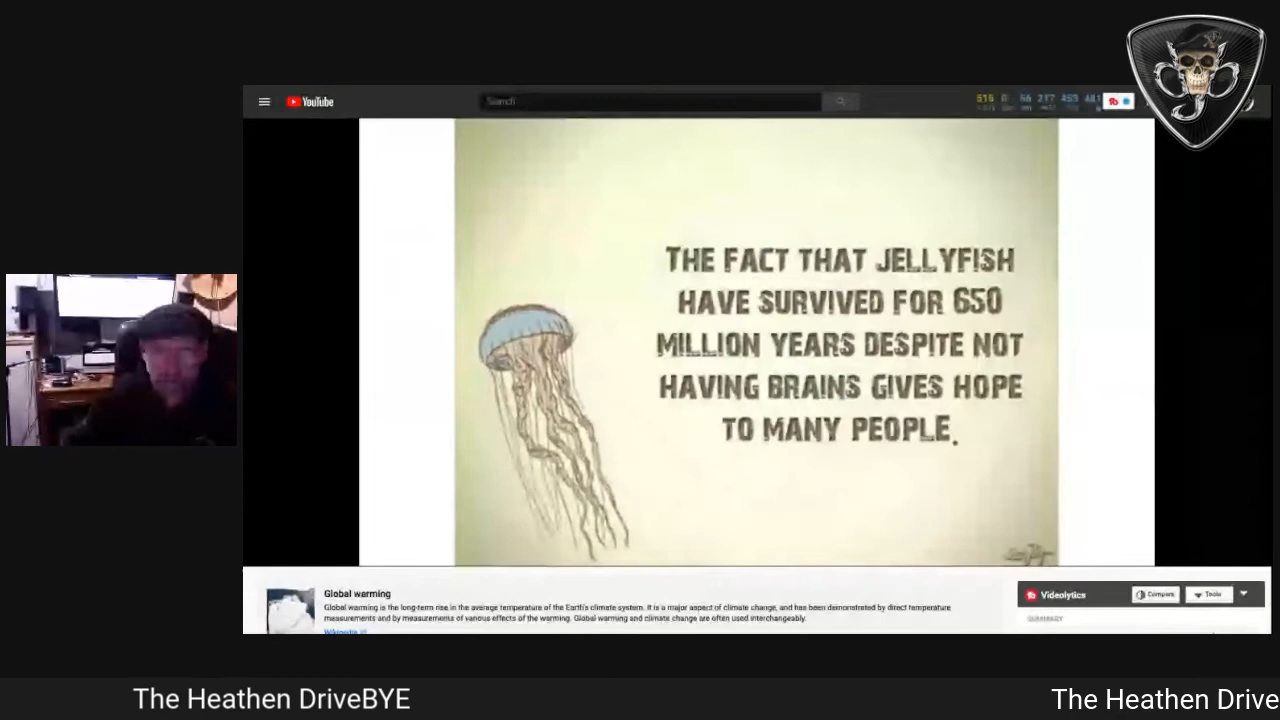 YouTube
Search
THE FACT THAT JELLYFISH
HAVE SURVIVED FOR 650
MILLION YEARS DESPITE NOT
HAVING BRAINS GIVES HOPE
TO MANY PEOPLE.
Global warming
Global warming is the long-term rise in the average temperature of the Earth's climate system. It is a major aspect of climate change, and has been demonstrated by direct temperature
measurements and by measurements of various effects of the warming. Global warming and climate change are often used interchangeably.
Wikipedia
Videolytics
Compare
Tools
SUMMARY
The Heathen DriveBYE
The Heathen Drive